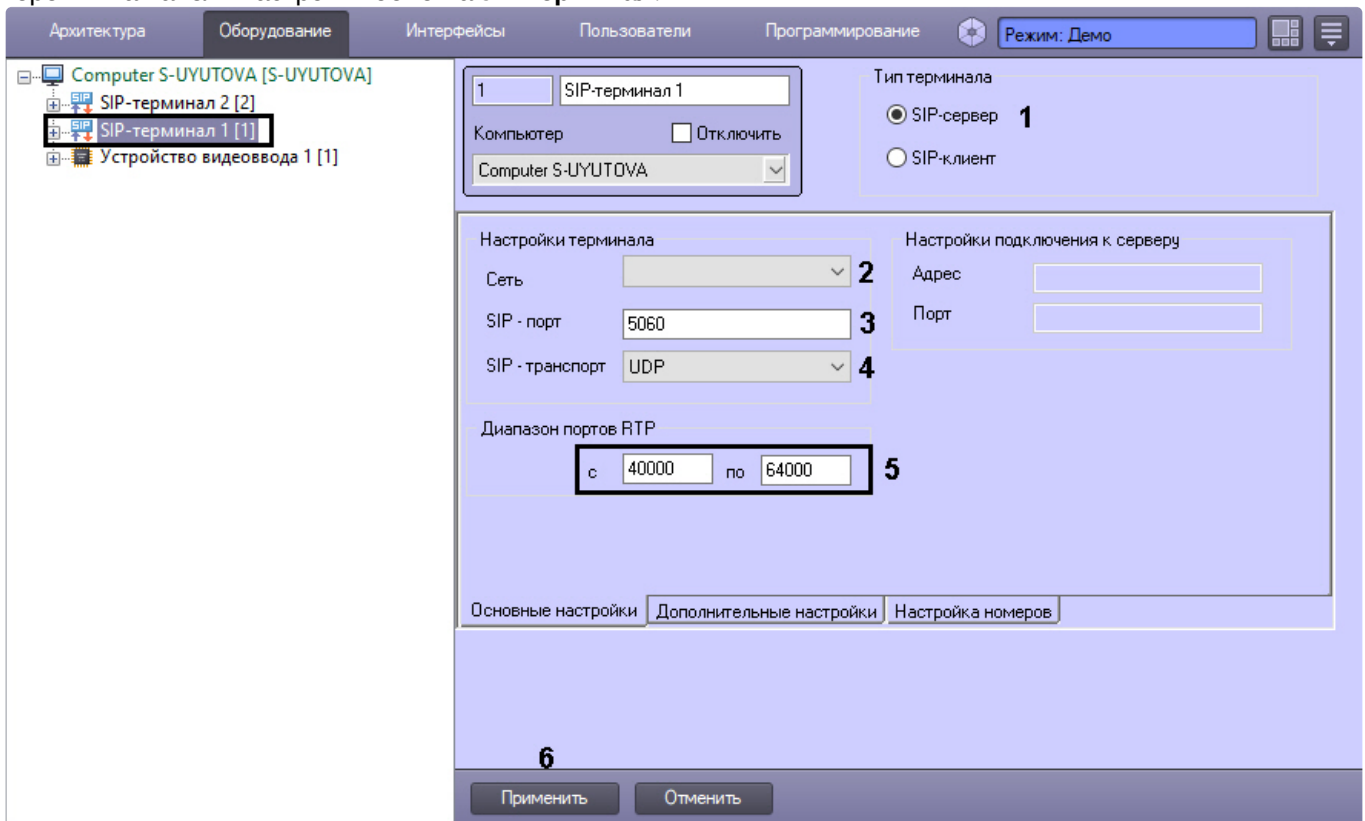 Архитектура Оборудование Интерфейсы Пользователи Программирование Режим: Демо
Computer S-UYUTOVA [S-UYUTOVA]
SIP-терминал 2 [2]
SIP-терминал 1 [1]
Устройство видеоввода 1 [1]
1 SIP-терминал 1
Компьютер Отключить
Computer S-UYUTOVA
Тип терминала
SIP-сервер 1
SIP-клиент
Настройки терминала
Сеть 2
SIP - порт 5060 3
SIP - транспорт UDP 4
Настройки подключения к серверу
Адрес
Порт
Диапазон портов RTP
с 40000 по 64000 5
Основные настройки Дополнительные настройки Настройка номеров
6
Применить Отменить